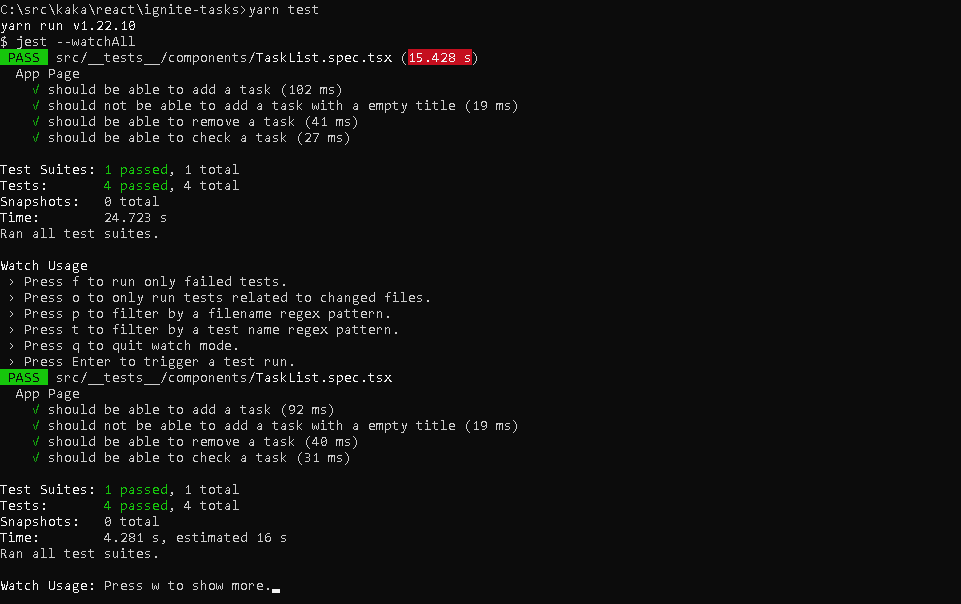 C:\src\kaka\react\ignite-tasks>yarn test
yarn run v1.22.10
$ jest --watchAll
PASS src/__tests__/components/TaskList.spec.tsx (15.428 s)
App Page
√ should be able to add a task (102 ms)
√ should not be able to add a task with a empty title (19 ms)
√ should be able to remove a task (41 ms)
√ should be able to check a task (27 ms)
Test Suites: 1 passed, 1 total
Tests: 4 passed, 4 total
Snapshots: 0 total
Time: 24.723 s
Ran all test suites.
Watch Usage
› Press f to run only failed tests.
› Press o to only run tests related to changed files.
› Press p to filter by a filename regex pattern.
› Press t to filter by a test name regex pattern.
› Press q to quit watch mode.
› Press Enter to trigger a test run.
PASS src/__tests__/components/TaskList.spec.tsx
App Page
√ should be able to add a task (92 ms)
√ should not be able to add a task with a empty title (19 ms)
√ should be able to remove a task (40 ms)
√ should be able to check a task (31 ms)
Test Suites: 1 passed, 1 total
Tests: 4 passed, 4 total
Snapshots: 0 total
Time: 4.281 s, estimated 16 s
Ran all test suites.
Watch Usage: Press w to show more.